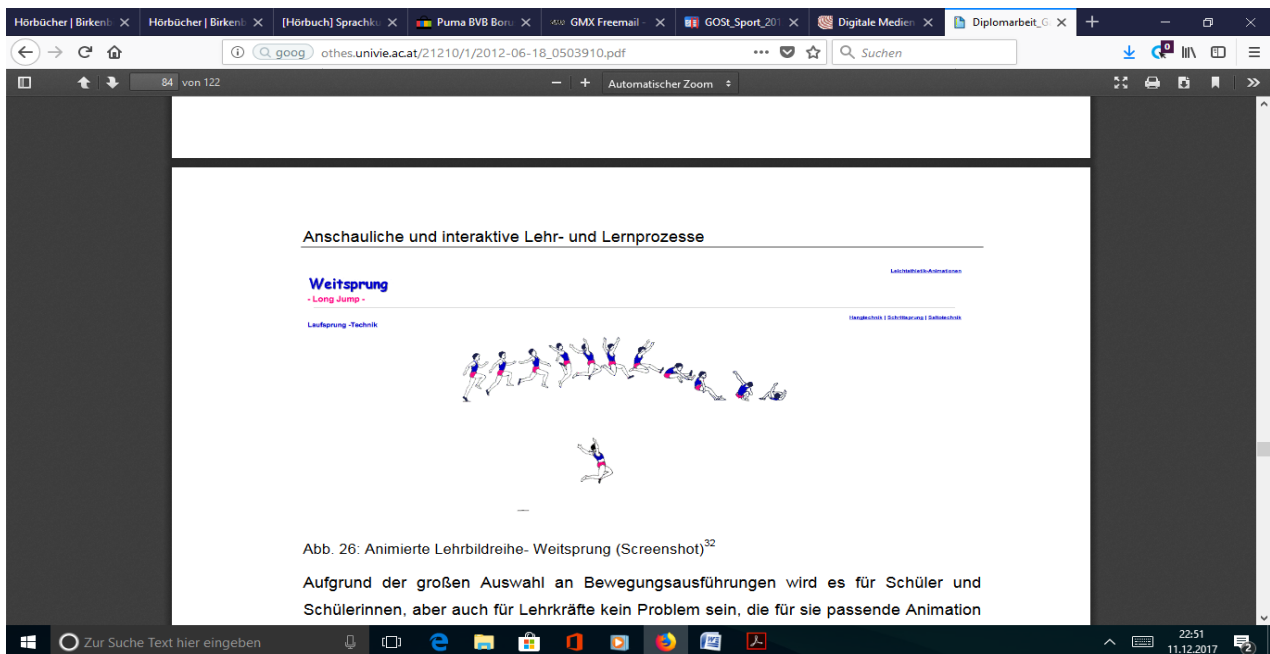 Hörbücher | Birkenb
Hörbücher | Birkenb
[Hörbuch] Sprachku
Puma BVB Boru
GMX Freemail -
GOSt_Sport_201
Digitale Medien
Diplomarbeit_G
goog othes.univie.ac.at/21210/1/2012-06-18_0503910.pdf
Suchen
0
84 von 122
Automatischer Zoom
Anschauliche und interaktive Lehr- und Lernprozesse
Leichtathletik-Animationen
Weitsprung
- Long Jump -
Laufsprung -Technik
Hangtechnik | Schrittsprung | Saltotechnik
Abb. 26: Animierte Lehrbildreihe- Weitsprung (Screenshot)32
Aufgrund der großen Auswahl an Bewegungsausführungen wird es für Schüler und
Schülerinnen, aber auch für Lehrkräfte kein Problem sein, die für sie passende Animation
Zur Suche Text hier eingeben
22:51
11.12.2017
2